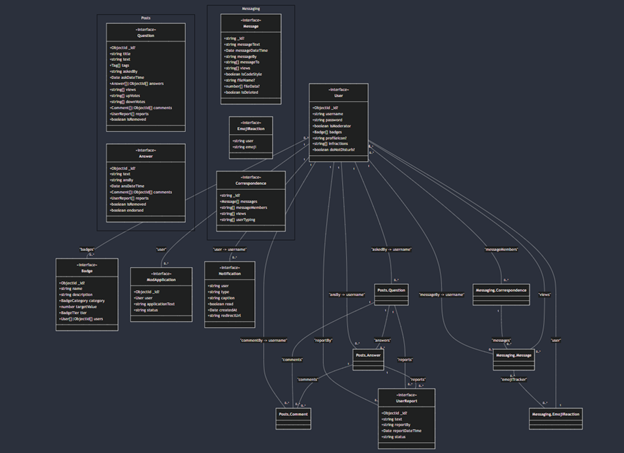 Posts
«Interface»
Question
+ObjectId _id?
+string title
+string text
+Tag[] tags
+string askedBy
+Date askDateTime
+Answer[]|ObjectId[] answers
+string[] views
+string[] upVotes
+string[] downVotes
+Comment[]|ObjectId[] comments
+UserReport[] reports
+boolean isRemoved
«Interface»
Answer
+ObjectId _id?
+string text
+string ansBy
+Date ansDateTime
+Comment[]|ObjectId[] comments
+UserReport[] reports
+boolean isRemoved
+boolean endorsed
Messaging
«Interface»
Message
+string _id?
+string messageText
+Date messageDateTime
+string messageBy
+string[] messageTo
+string[] views
+boolean isCodeStyle
+string fileName?
+number[] fileData?
+boolean isDeleted
«Interface»
EmojiReaction
+string user
+string emoji
«Interface»
Correspondence
+string _id?
+Message[] messages
+string[] messageMembers
+string[] views
+string[] userTyping
«Interface»
User
+ObjectId _id?
+string username
+string password
+boolean isModerator
+Badge[] badges
+string profileIcon?
+string[] infractions
+boolean doNotDisturb?
"badges"
"user"
"user -> username"
"commentBy -> username"
"reportBy"
"ansBy -> username"
"askedBy -> username"
"messageBy -> username"
"messageMembers"
"views"
"user"
«Interface»
Badge
+ObjectId _id?
+string name
+string description
+BadgeCategory category
+number targetValue
+BadgeTier tier
+User[]|ObjectId[] users
«Interface»
ModApplication
+ObjectId _id?
+User user
+string applicationText
+string status
«Interface»
Notification
+string user
+string type
+string caption
+boolean read
+Date createdAt
+string redirectUrl
Posts.Question
Messaging.Correspondence
"comments"
"answers"
"reports"
"messages"
Posts.Answer
Messaging.Message
"comments"
"reports"
"emojiTracker"
Posts.Comment
«Interface»
UserReport
+ObjectId _id?
+string text
+string reportBy
+Date reportDateTime
+string status
Messaging.EmojiReaction